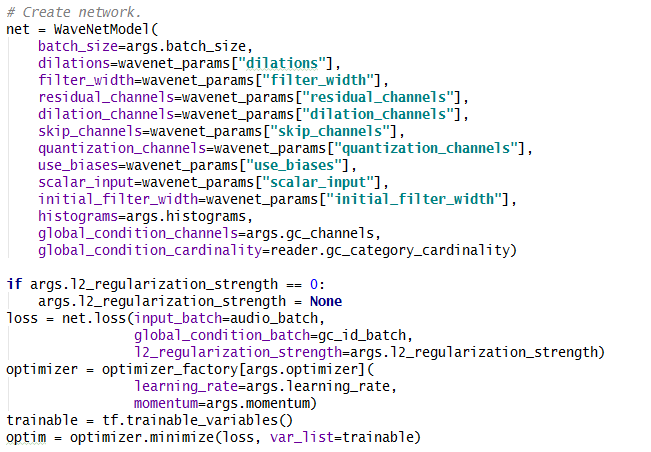 # Create network.
net = WaveNetModel(
    batch_size=args.batch_size,
    dilations=wavenet_params["dilations"],
    filter_width=wavenet_params["filter_width"],
    residual_channels=wavenet_params["residual_channels"],
    dilation_channels=wavenet_params["dilation_channels"],
    skip_channels=wavenet_params["skip_channels"],
    quantization_channels=wavenet_params["quantization_channels"],
    use_biases=wavenet_params["use_biases"],
    scalar_input=wavenet_params["scalar_input"],
    initial_filter_width=wavenet_params["initial_filter_width"],
    histograms=args.histograms,
    global_condition_channels=args.gc_channels,
    global_condition_cardinality=reader.gc_category_cardinality)

if args.l2_regularization_strength == 0:
    args.l2_regularization_strength = None
loss = net.loss(input_batch=audio_batch,
                global_condition_batch=gc_id_batch,
                l2_regularization_strength=args.l2_regularization_strength)
optimizer = optimizer_factory[args.optimizer](
                learning_rate=args.learning_rate,
                momentum=args.momentum)
trainable = tf.trainable_variables()
optim = optimizer.minimize(loss, var_list=trainable)